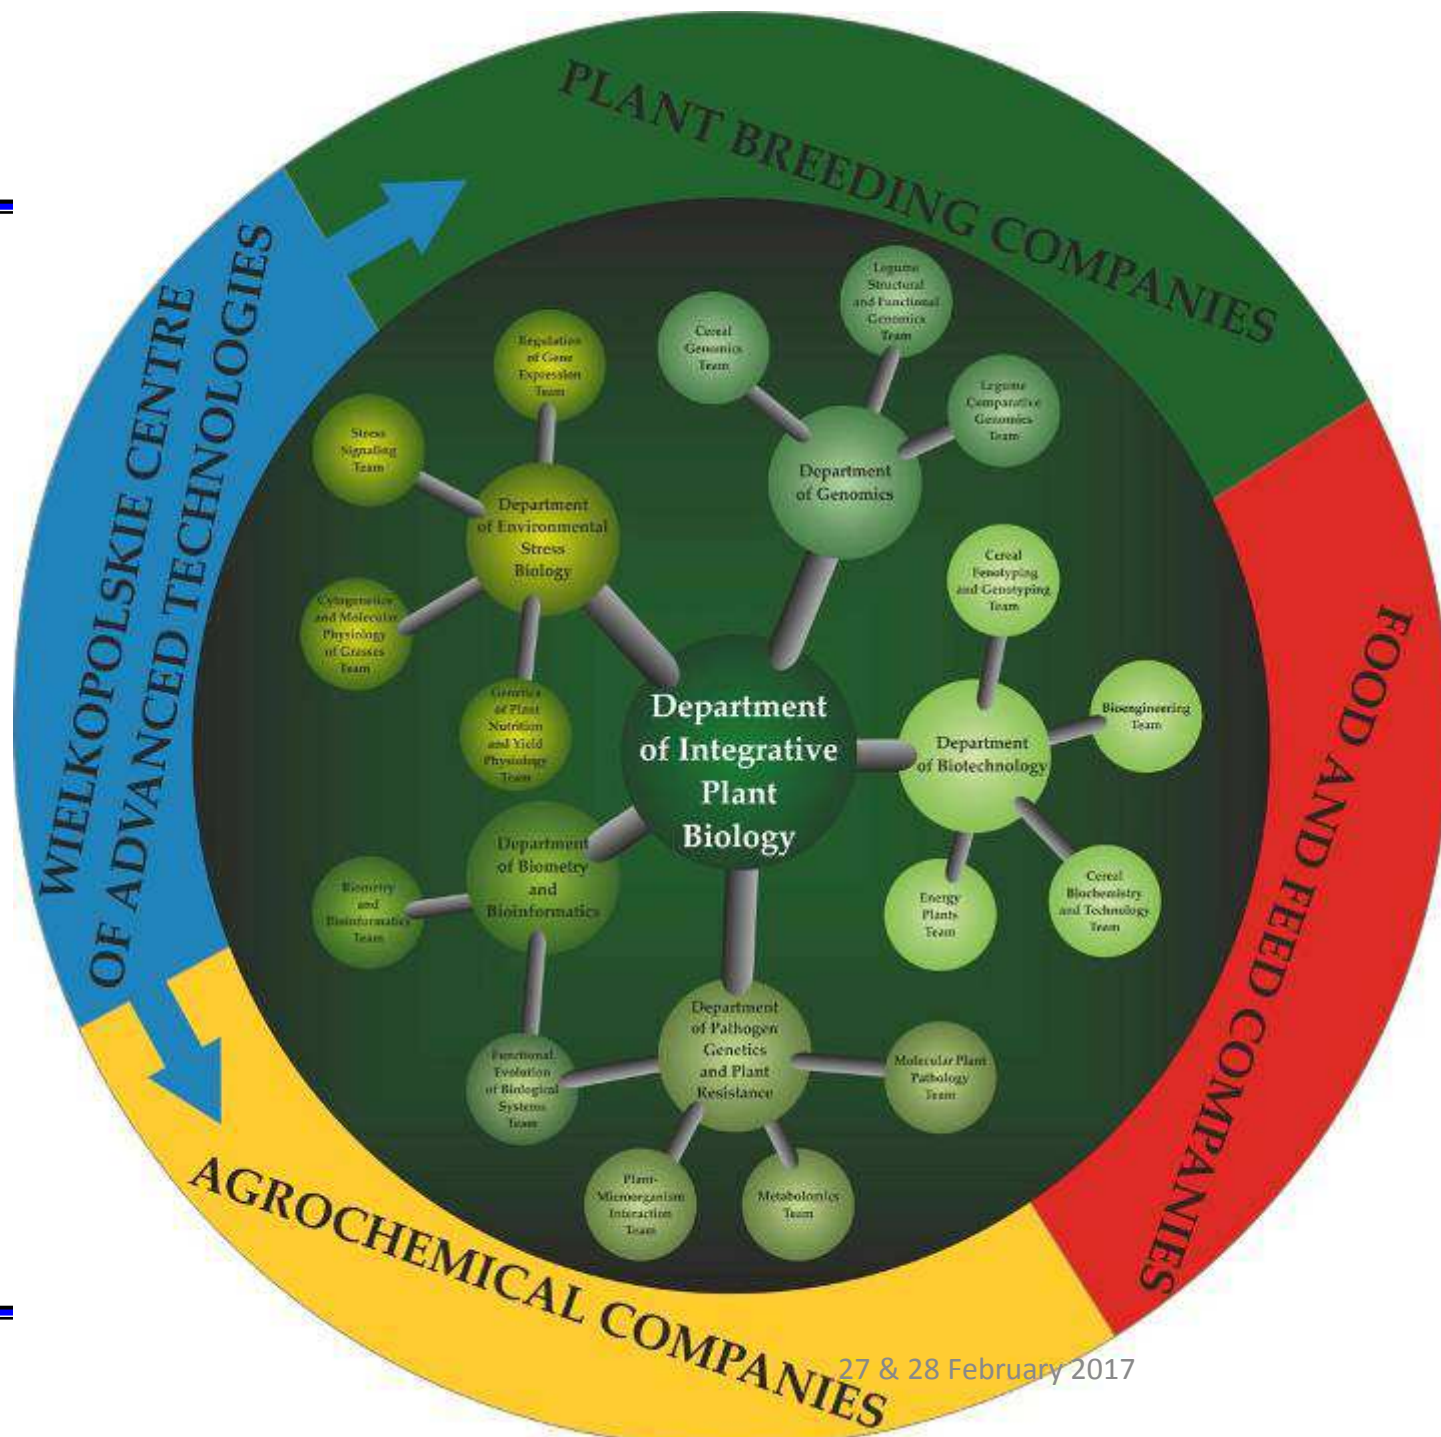 PLANT BREEDING COMPANIES
WIELKOPOLSKIE CENTRE
OF ADVANCED TECHNOLOGIES
FOOD AND FEED COMPANIES
AGROCHEMICAL COMPANIES
Legume
Structural
and Functional
Genomics
Team
Cereal
Genomics
Team
Legume
Comparative
Genomics
Team
Department
of Genomics
Regulation
of Gene
Expression
Team
Stress
Signaling
Team
Department
of Environmental
Stress
Biology
Cytogenetics
and Molecular
Physiology
of Grasses
Team
Genetics
of Plant
Nutrition
and Yield
Physiology
Team
Cereal
Fenotyping
and Genotyping
Team
Bioengineering
Team
Department
of Biotechnology
Energy
Plants
Team
Cereal
Biochemistry
and Technology
Team
Department
of Integrative
Plant
Biology
Department
of Biometry
and
Bioinformatics
Biometry
and
Bioinformatics
Team
Functional
Evolution
of Biological
Systems
Team
Department
of Pathogen
Genetics
and Plant
Resistance
Molecular Plant
Pathology
Team
Plant-
Microorganism
Interaction
Team
Metabolomics
Team
27 & 28 February 2017